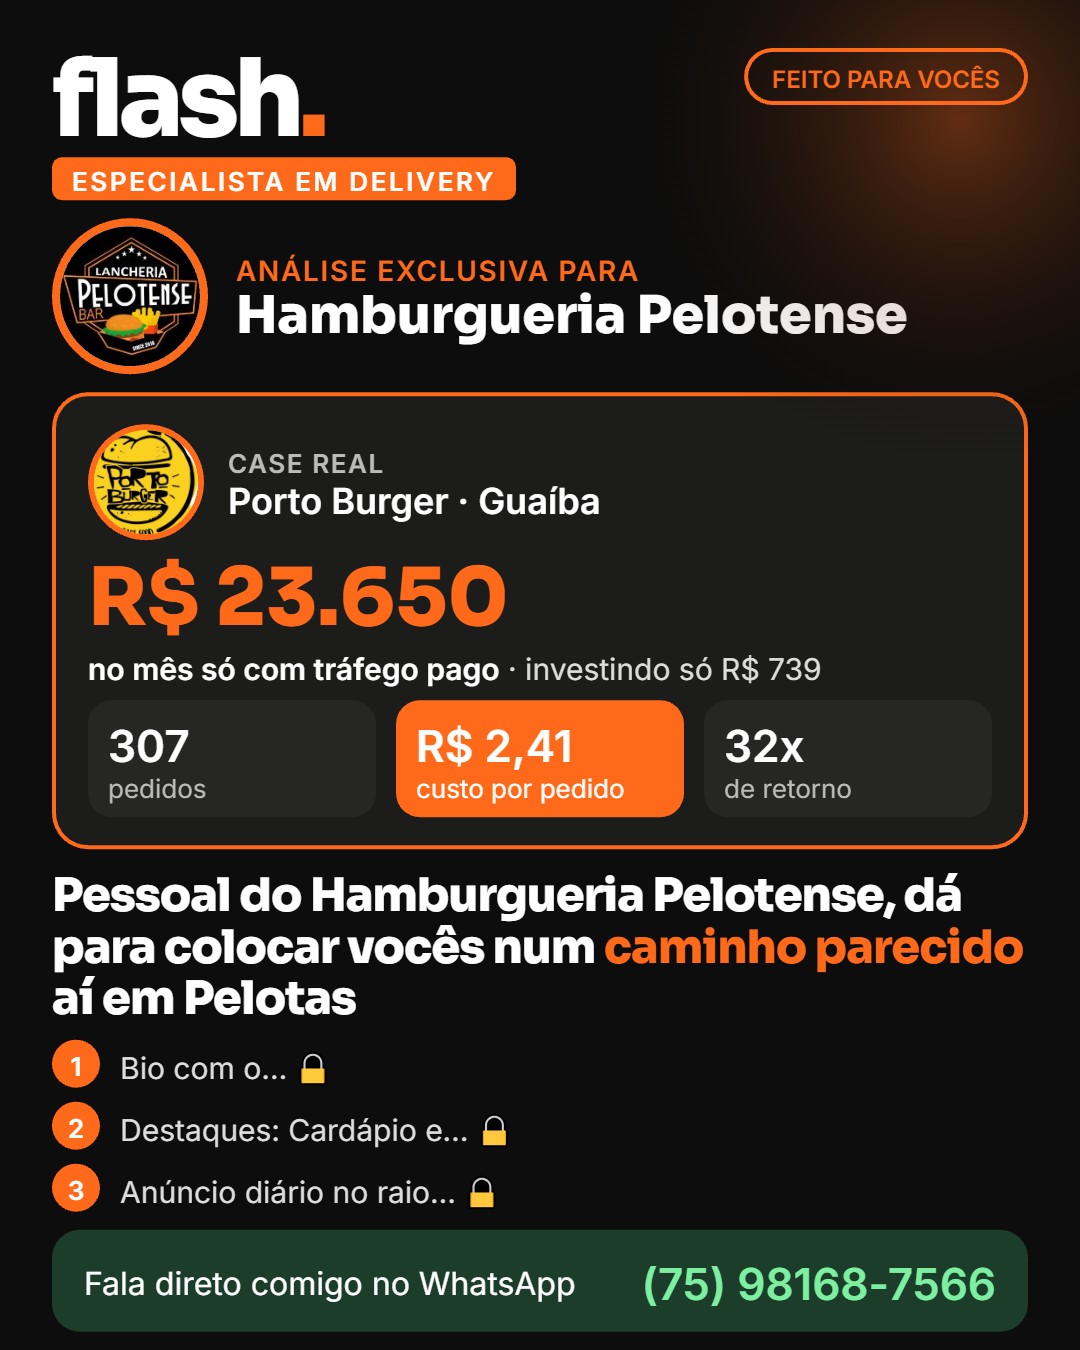 flash.
FEITO PARA VOCÊS
ESPECIALISTA EM DELIVERY
LANCHERIA
PELOTENSE
BAR
SINCE 2018
ANÁLISE EXCLUSIVA PARA
Hamburgueria Pelotense
PORTO
BURGER
CASE REAL
Porto Burger · Guaíba
R$ 23.650
no mês só com tráfego pago · investindo só R$ 739
307
pedidos
R$ 2,41
custo por pedido
32x
de retorno
Pessoal do Hamburgueria Pelotense, dá
para colocar vocês num caminho parecido
aí em Pelotas
1 Bio com o... 🔒
2 Destaques: Cardápio e... 🔒
3 Anúncio diário no raio... 🔒
Fala direto comigo no WhatsApp (75) 98168-7566